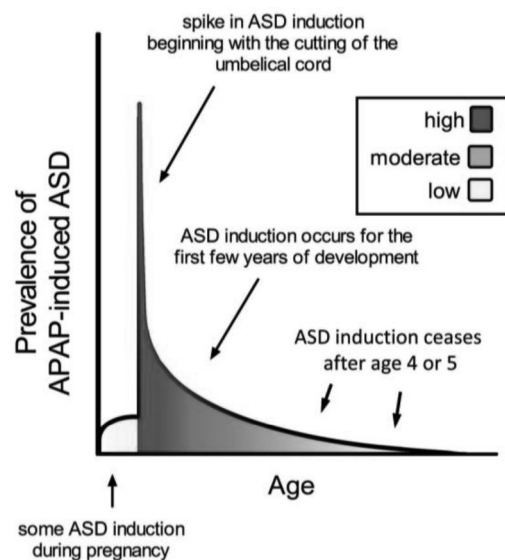 spike in ASD induction
beginning with the cutting of the
umbelical cord
high
moderate
low
Prevalence of
APAP-induced ASD
ASD induction occurs for the
first few years of development
ASD induction ceases
after age 4 or 5
Age
some ASD induction
during pregnancy